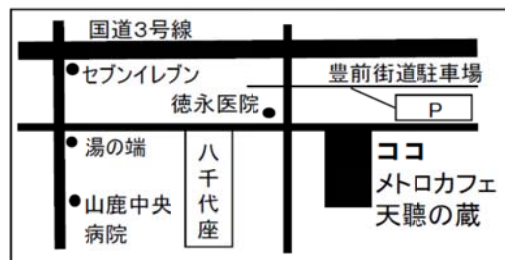 国道3号線
セブンイレブン
豊前街道駐車場
徳永医院
P
湯の端
八千代座
ココ
メトロカフェ
天聽の蔵
山鹿中央
病院